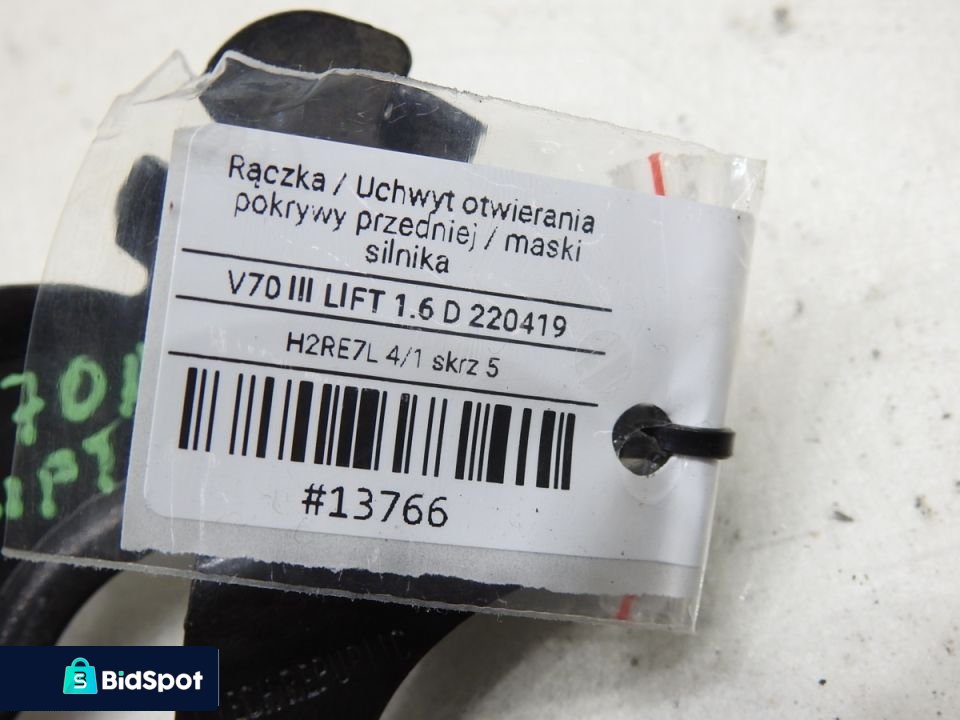 Rączka / Uchwyt otwierania
pokrywy przedniej / maski
silnika
V70 III LIFT 1.6 D 220419
H2RE7L 4/1 skrz 5
#13766
LIFT
BidSpot